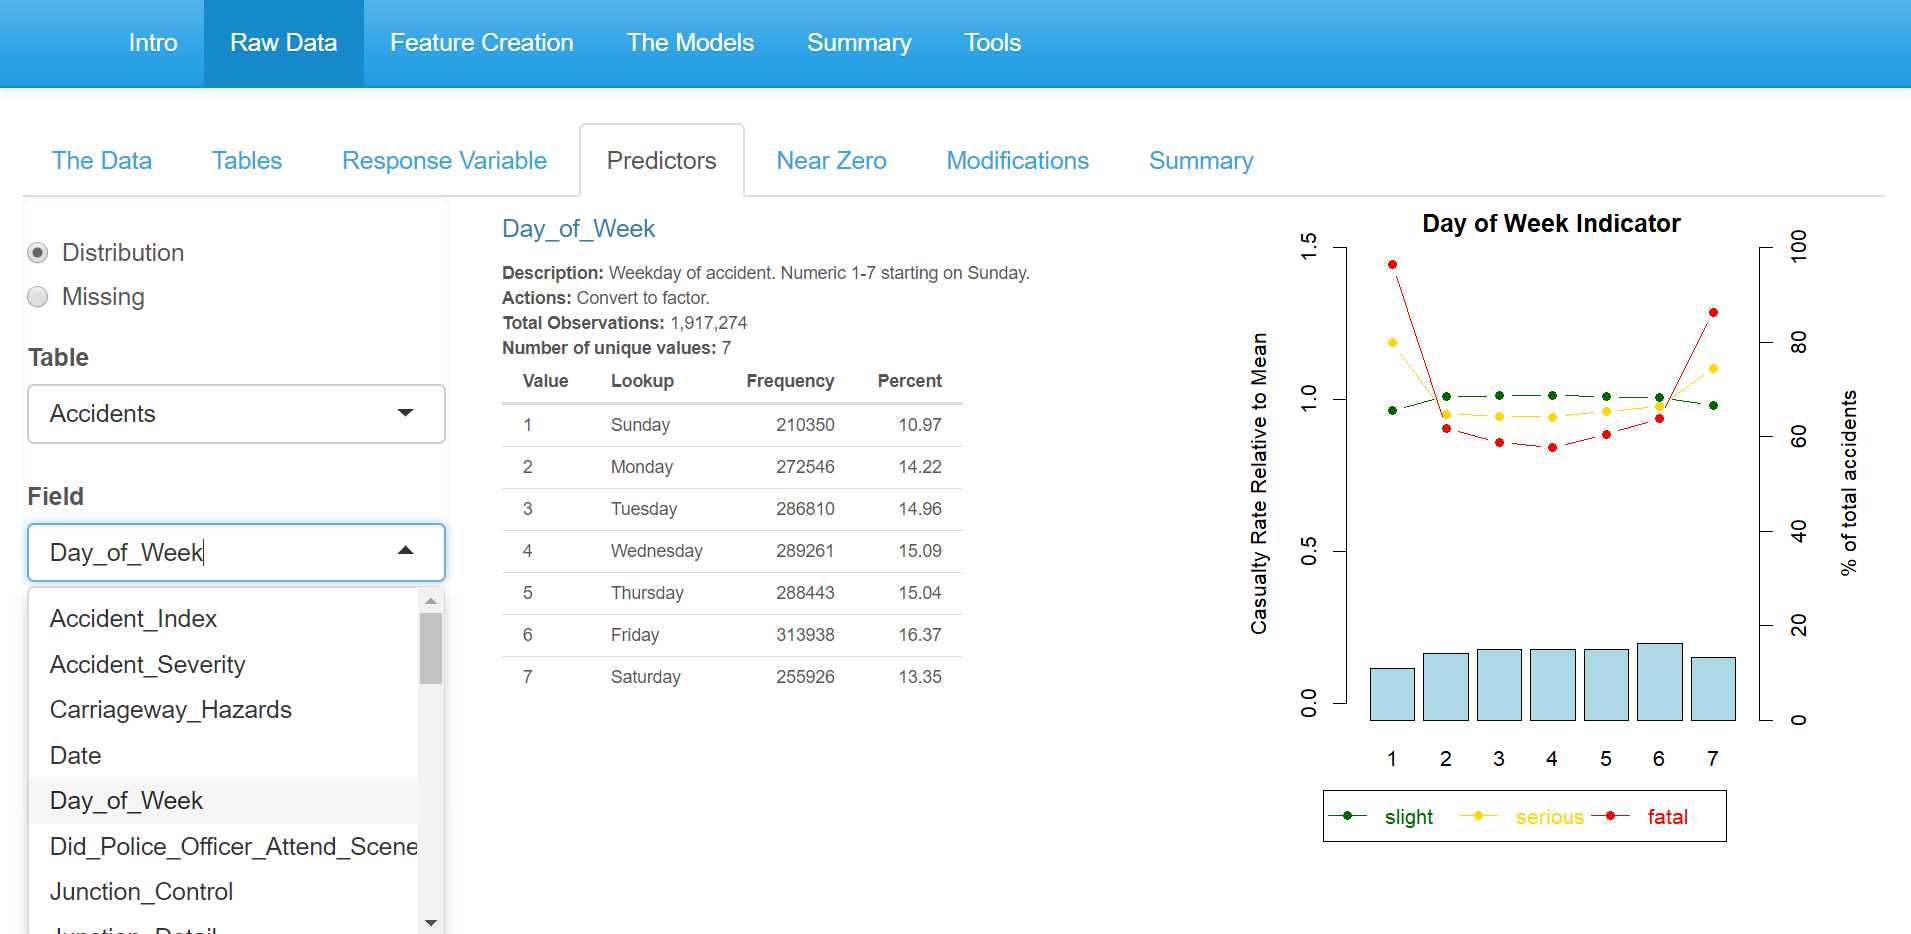 Intro Raw Data Feature Creation The Models Summary Tools
The Data Tables Response Variable Predictors Near Zero Modifications Summary
Distribution
Missing
Table
Accidents
Field
Day_of_Week
Accident_Index
Accident_Severity
Carriageway_Hazards
Date
Day_of_Week
Did_Police_Officer_Attend_Scene
Junction_Control
Junction_Detail
Day_of_Week
Description: Weekday of accident. Numeric 1-7 starting on Sunday.
Actions: Convert to factor.
Total Observations: 1,917,274
Number of unique values: 7
Value Lookup Frequency Percent
1 Sunday 210350 10.97
2 Monday 272546 14.22
3 Tuesday 286810 14.96
4 Wednesday 289261 15.09
5 Thursday 288443 15.04
6 Friday 313938 16.37
7 Saturday 255926 13.35
Day of Week Indicator
Casualty Rate Relative to Mean
1.5
1.0
0.5
0.0
100
80
60
40
20
0
% of total accidents
1 2 3 4 5 6 7
slight serious fatal